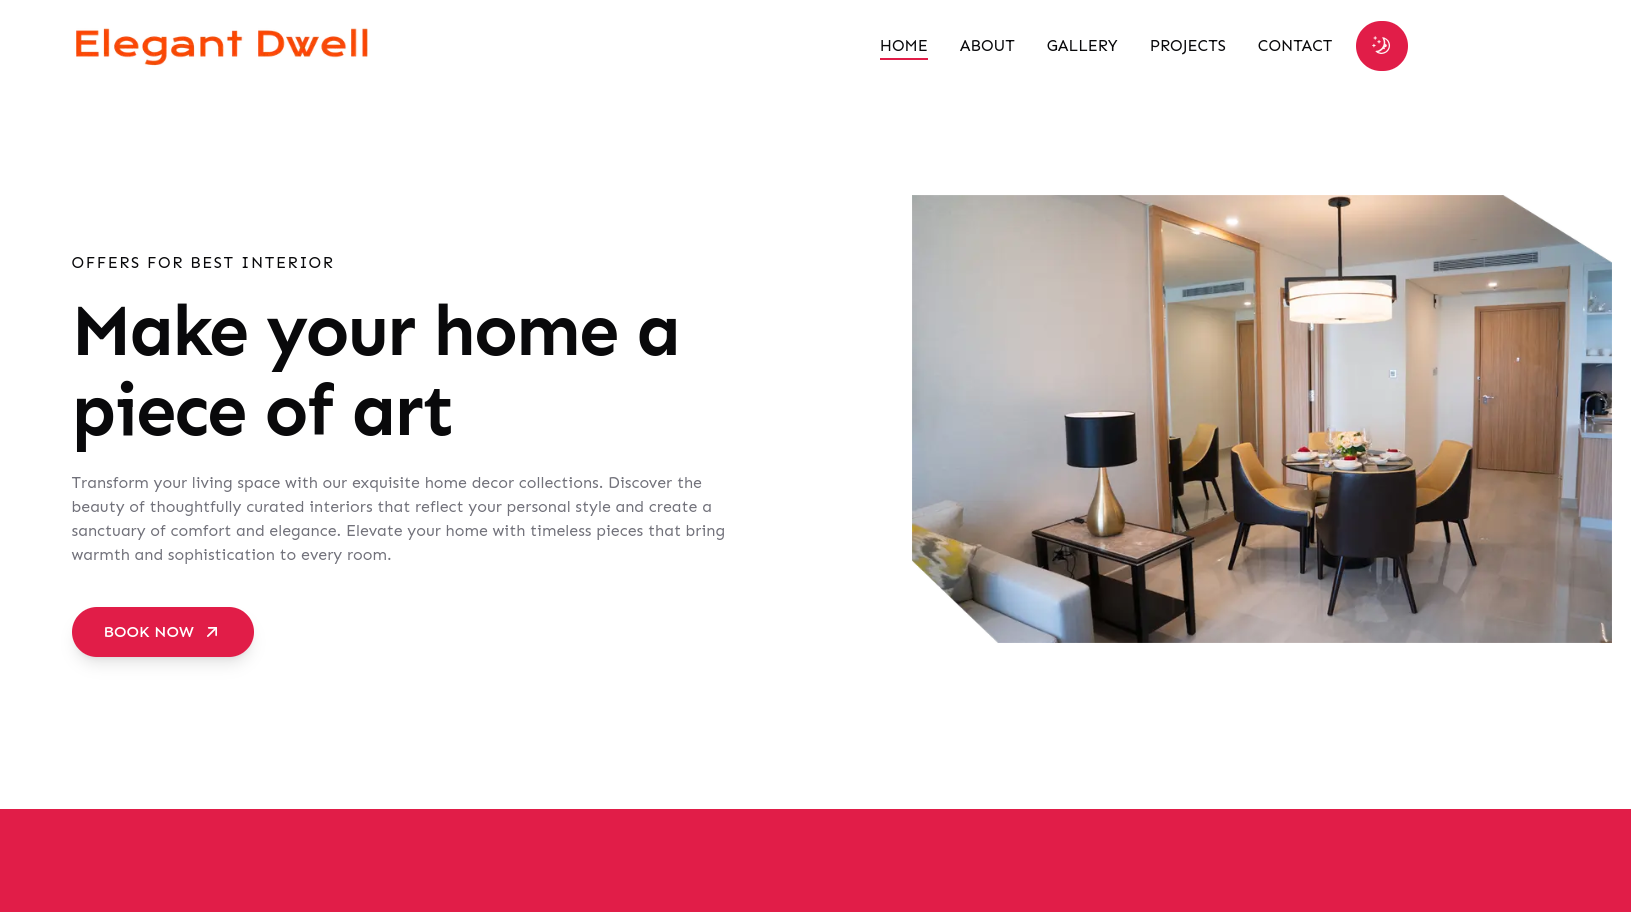 Elegant Dwell
HOME
ABOUT
GALLERY
PROJECTS
CONTACT
OFFERS FOR BEST INTERIOR
Make your home a
piece of art
Transform your living space with our exquisite home decor collections. Discover the
beauty of thoughtfully curated interiors that reflect your personal style and create a
sanctuary of comfort and elegance. Elevate your home with timeless pieces that bring
warmth and sophistication to every room.
BOOK NOW